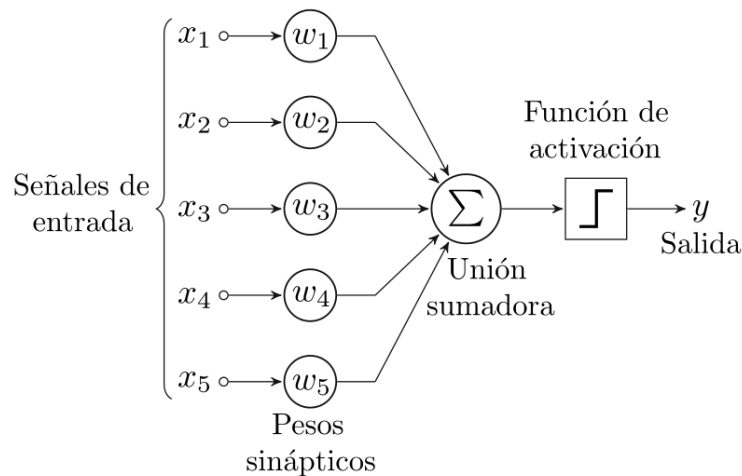 Señales de
entrada
x₁
w₁
x₂
w₂
x₃
w₃
x₄
w₄
x₅
w₅
Pesos
sinápticos
Σ
Unión
sumadora
Función de
activación
y
Salida